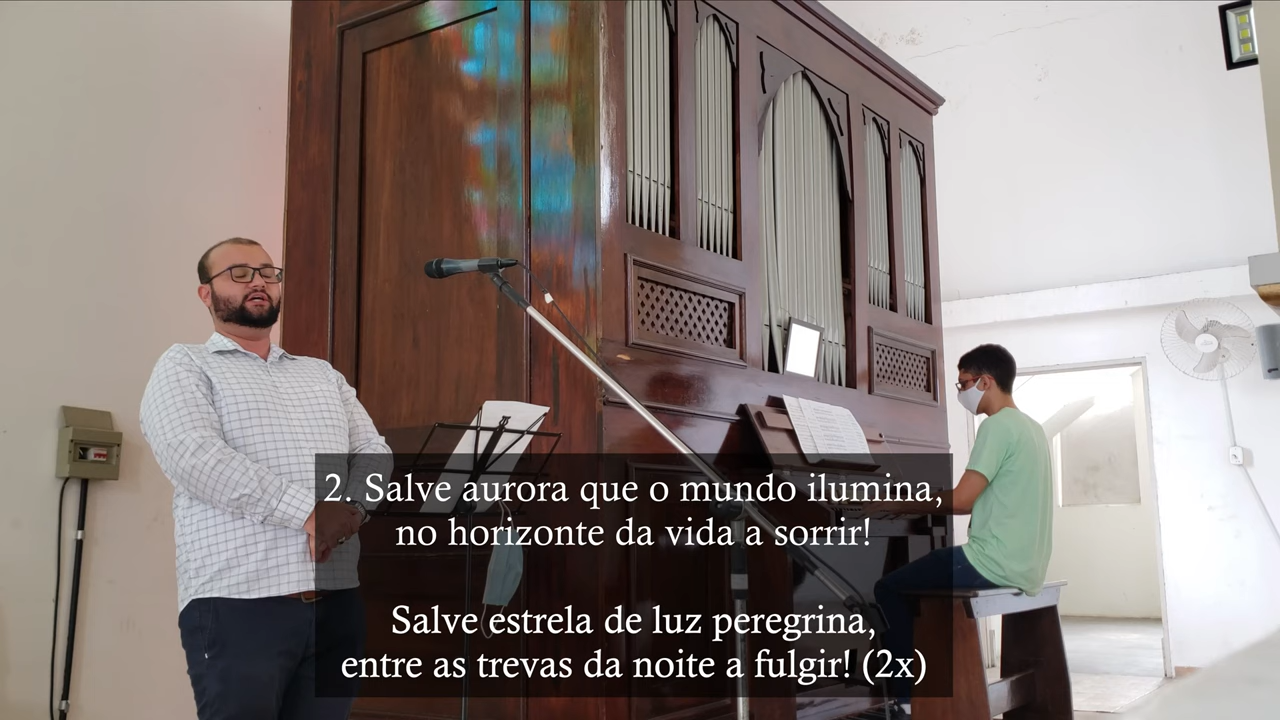 2. Salve aurora que o mundo ilumina,
no horizonte da vida a sorrir!
Salve estrela de luz peregrina,
entre as trevas da noite a fulgir! (2x)